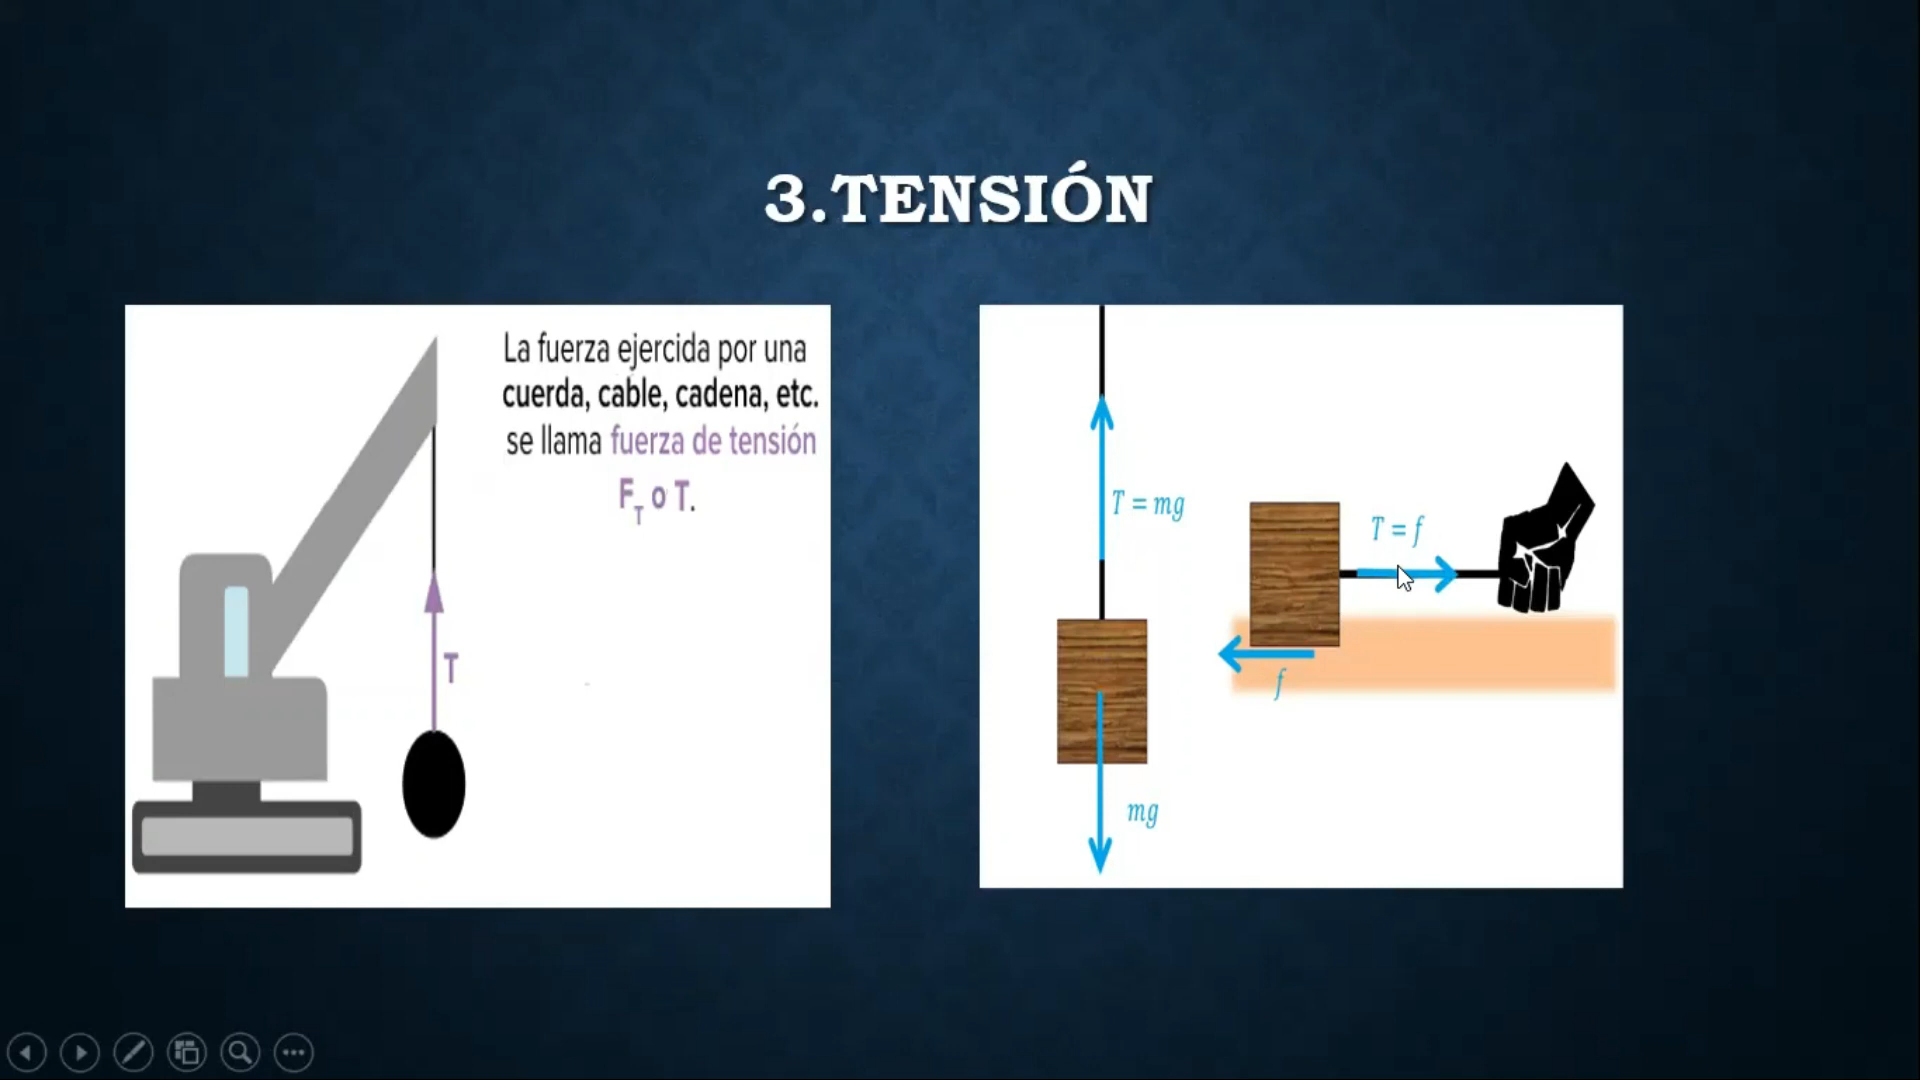 3.TENSIÓN
La fuerza ejercida por una
cuerda, cable, cadena, etc.
se llama fuerza de tensión
F_T o T.
T
T = mg
mg
T = f
f